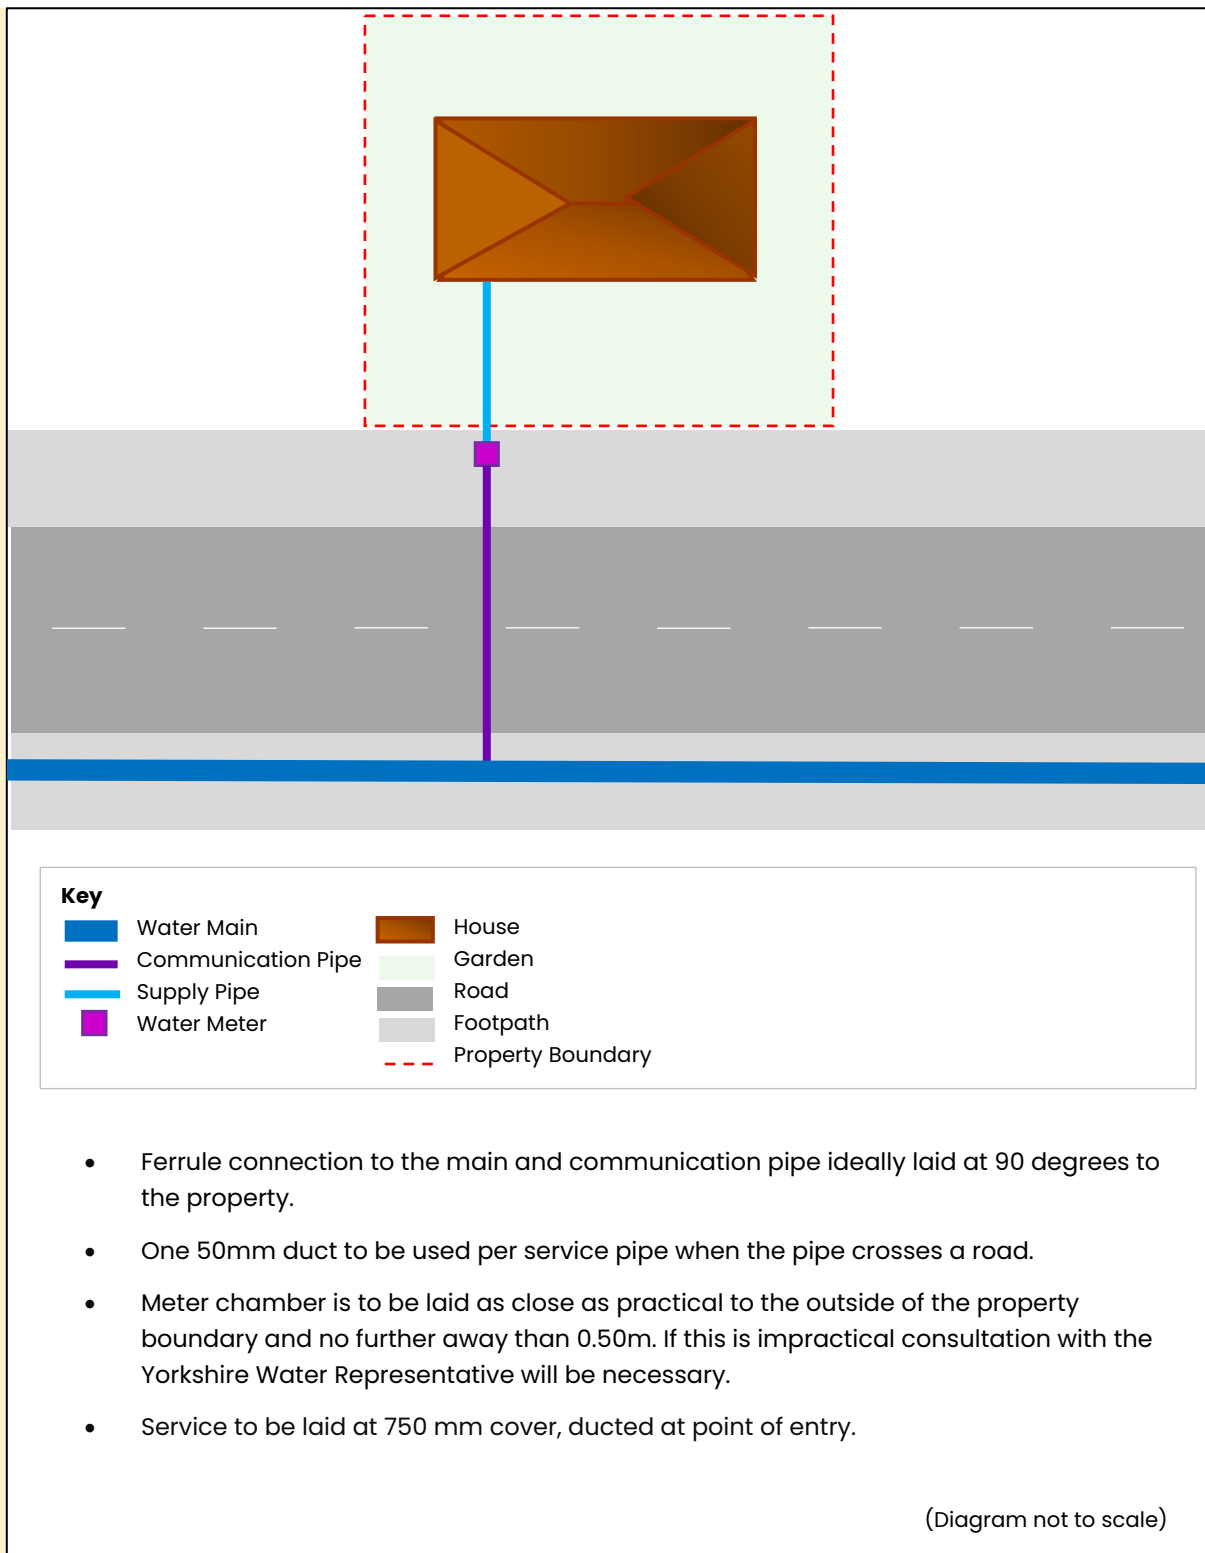 Key
Water Main
Communication Pipe
Supply Pipe
Water Meter
House
Garden
Road
Footpath
Property Boundary
• Ferrule connection to the main and communication pipe ideally laid at 90 degrees to
the property.
• One 50mm duct to be used per service pipe when the pipe crosses a road.
• Meter chamber is to be laid as close as practical to the outside of the property
boundary and no further away than 0.50m. If this is impractical consultation with the
Yorkshire Water Representative will be necessary.
• Service to be laid at 750 mm cover, ducted at point of entry.
(Diagram not to scale)